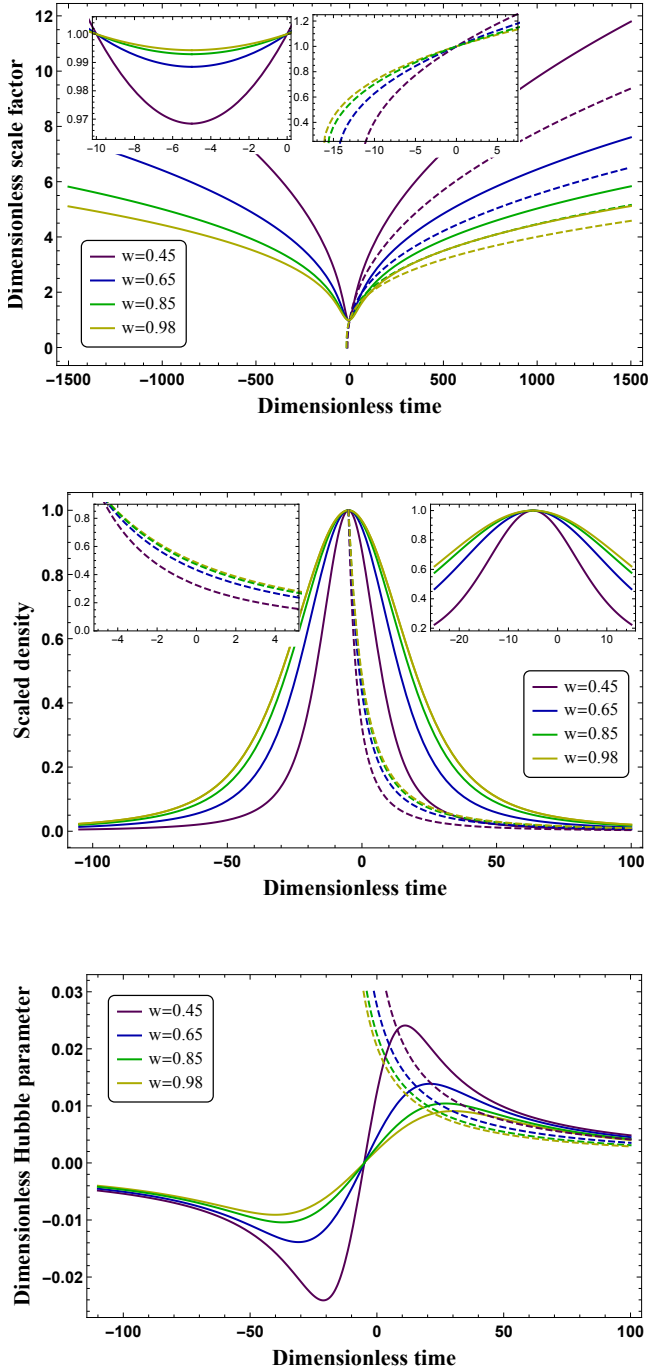 -10 -8 -6 -4 -2 0
0.97
0.98
0.99
1.00
-15 -10 -5 0 5
0.4
0.6
0.8
1.0
1.2
-1500 -1000 -500 0 500 1000 1500
0
2
4
6
8
10
12
Dimensionless time
Dimensionless scale factor
w=0.45
w=0.65
w=0.85
w=0.98
-4 -2 0 2 4
0.0
0.2
0.4
0.6
0.8
-20 -10 0 10
0.2
0.4
0.6
0.8
1.0
-100 -50 0 50 100
0.0
0.2
0.4
0.6
0.8
1.0
Dimensionless time
Scaled density
w=0.45
w=0.65
w=0.85
w=0.98
-100 -50 0 50 100
-0.02
-0.01
0.00
0.01
0.02
0.03
Dimensionless time
Dimensionless Hubble parameter
w=0.45
w=0.65
w=0.85
w=0.98